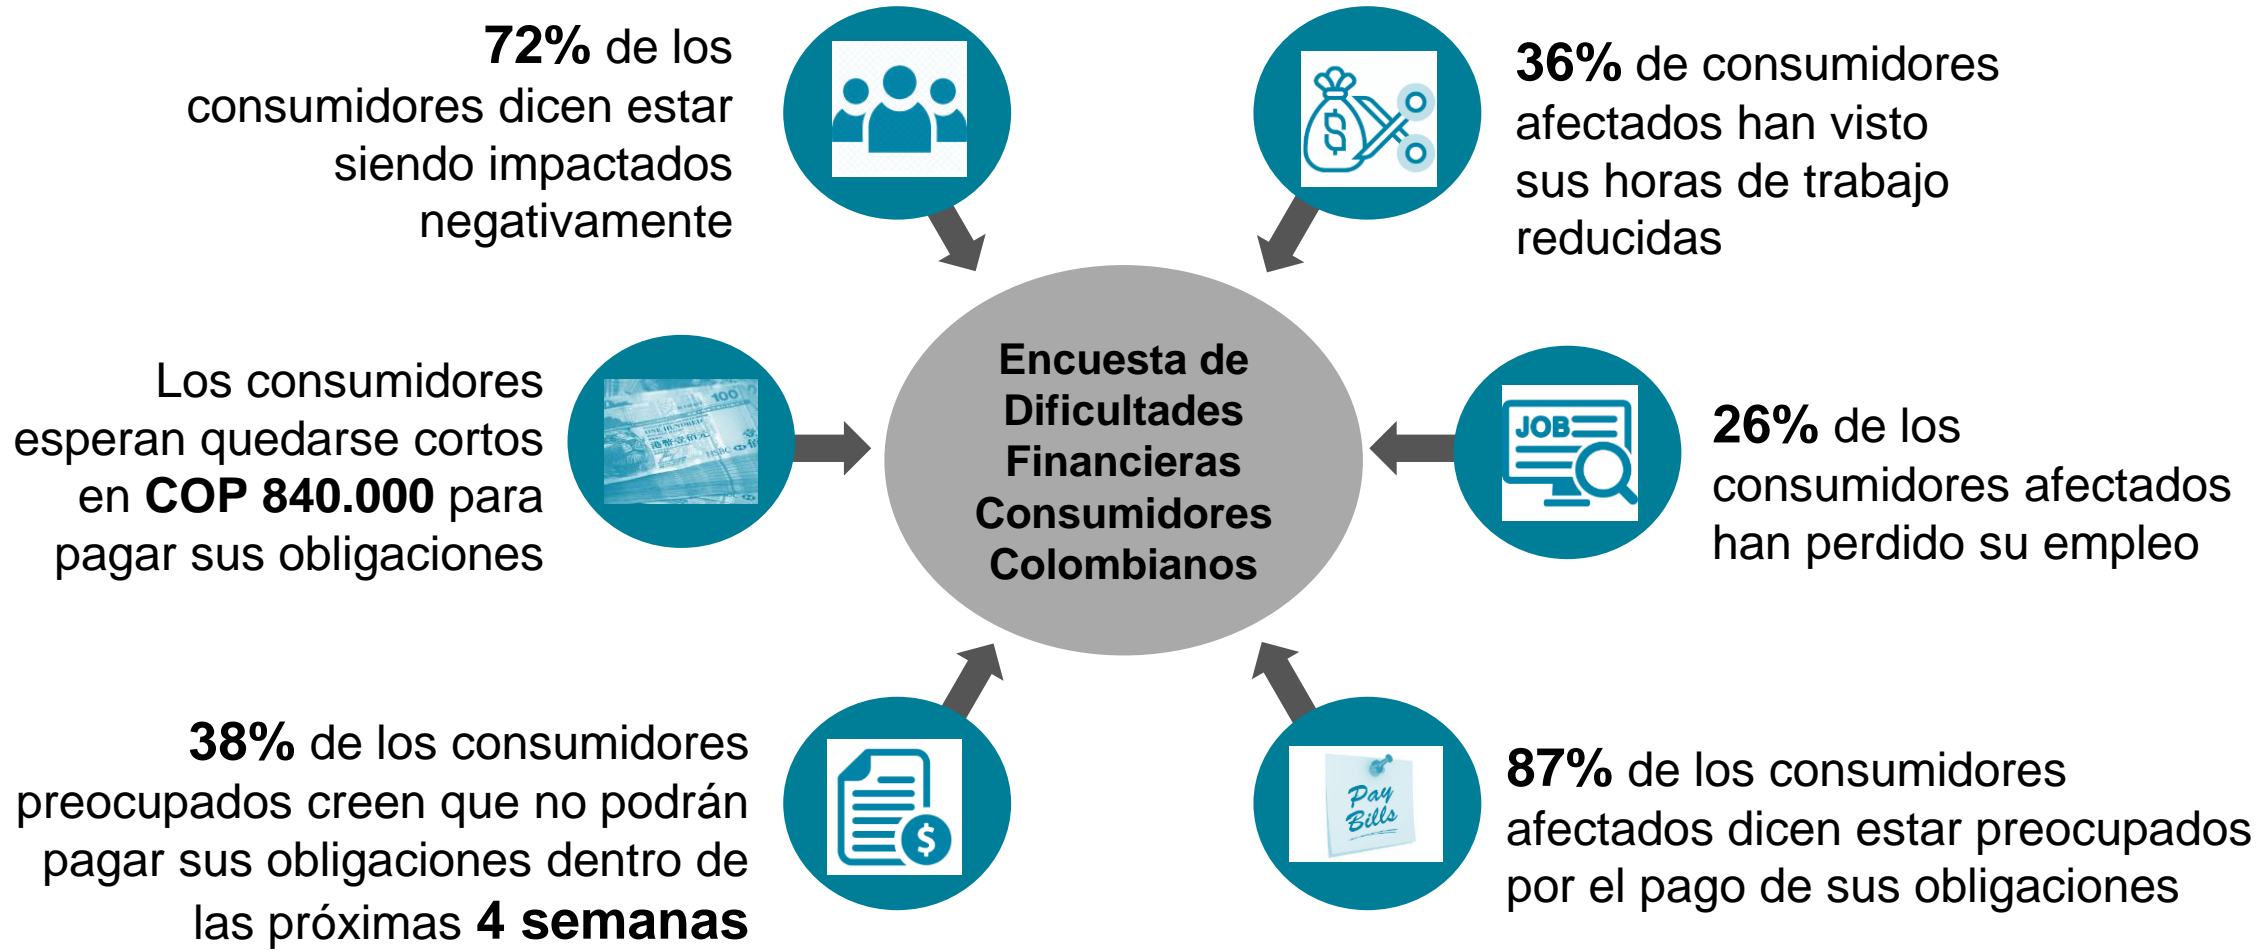 72% de los
consumidores dicen estar
siendo impactados
negativamente
36% de consumidores
afectados han visto
sus horas de trabajo
reducidas
Los consumidores
esperan quedarse cortos
en COP 840.000 para
pagar sus obligaciones
100
Encuesta de
Dificultades
Financieras
Consumidores
Colombianos
JOB
26% de los
consumidores afectados
han perdido su empleo
38% de los consumidores
preocupados creen que no podrán
pagar sus obligaciones dentro de
las próximas 4 semanas
$
Pay
Bills
87% de los consumidores
afectados dicen estar preocupados
por el pago de sus obligaciones